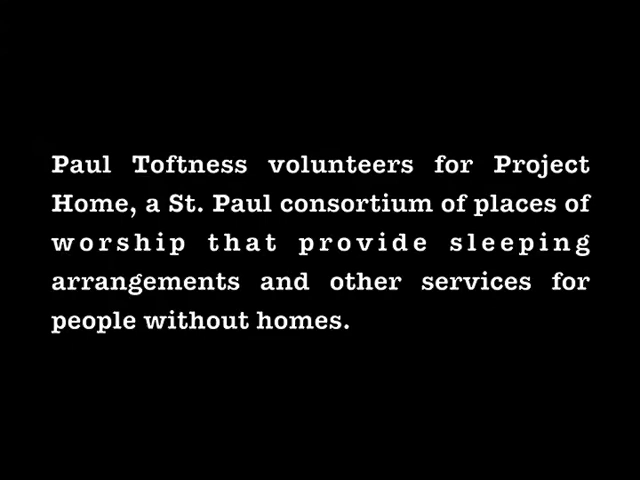 Paul Toftness volunteers for Project
Home, a St. Paul consortium of places of
worship that provide sleeping
arrangements and other services for
people without homes.